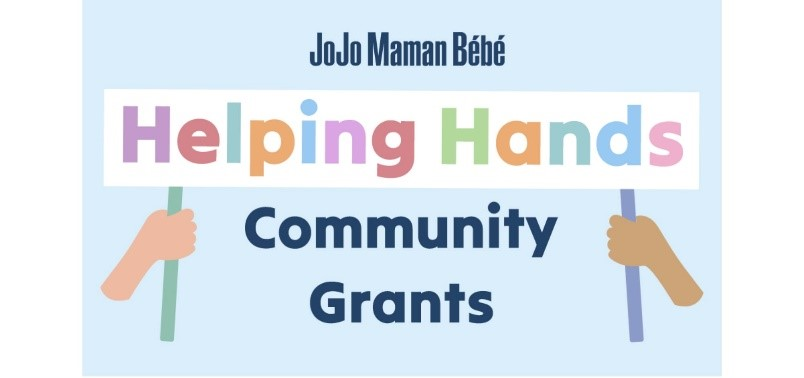 JoJo Maman Bébé
Helping Hands
Community
Grants